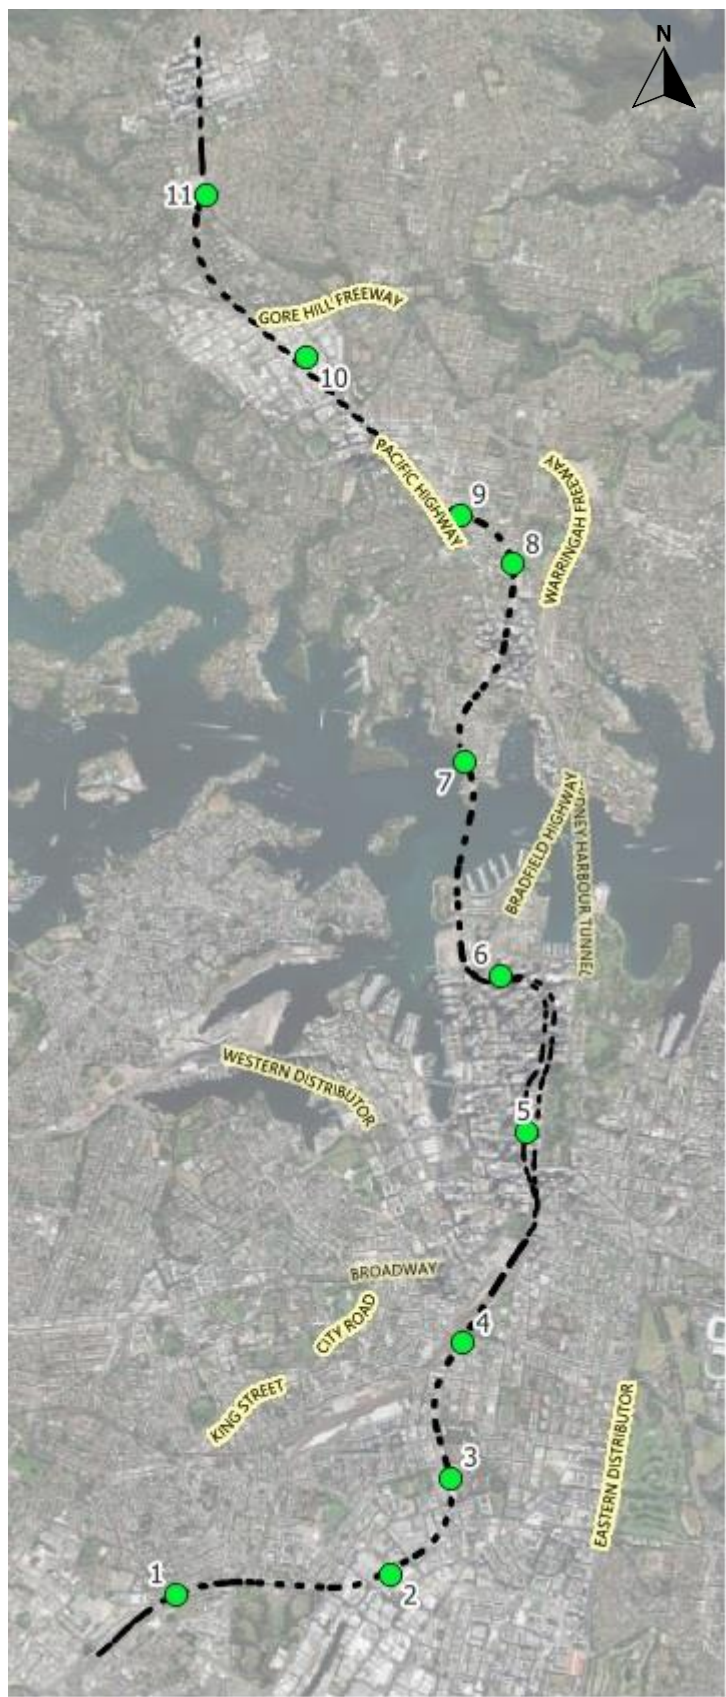 N
11
GORE HILL FREEWAY
10
PACIFIC HIGHWAY
9
WARRINGAH FREEWAY
8
7
BRADFIELD HIGHWAY
DNEY HARBOUR TUNNEL
6
WESTERN DISTRIBUTOR
5
BROADWAY
CITY ROAD
4
KING STREET
EASTERN DISTRIBUTOR
3
1
2